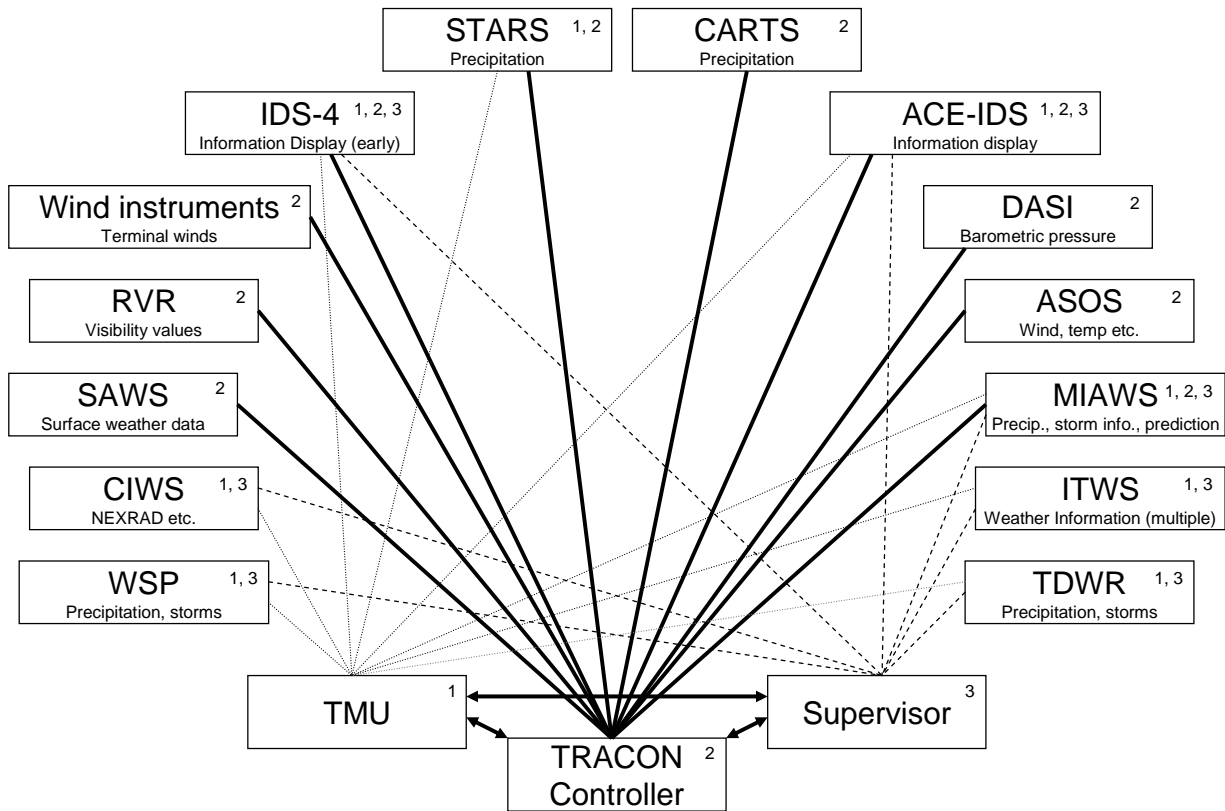 STARS 1, 2
Precipitation
CARTS 2
Precipitation
IDS-4 1, 2, 3
Information Display (early)
ACE-IDS 1, 2, 3
Information display
Wind instruments 2
Terminal winds
DASI 2
Barometric pressure
RVR 2
Visibility values
ASOS 2
Wind, temp etc.
SAWS 2
Surface weather data
MIAWS 1, 2, 3
Precip., storm info., prediction
CIWS 1, 3
NEXRAD etc.
ITWS 1, 3
Weather Information (multiple)
WSP 1, 3
Precipitation, storms
TDWR 1, 3
Precipitation, storms
TMU 1
Supervisor 3
TRACON 2
Controller